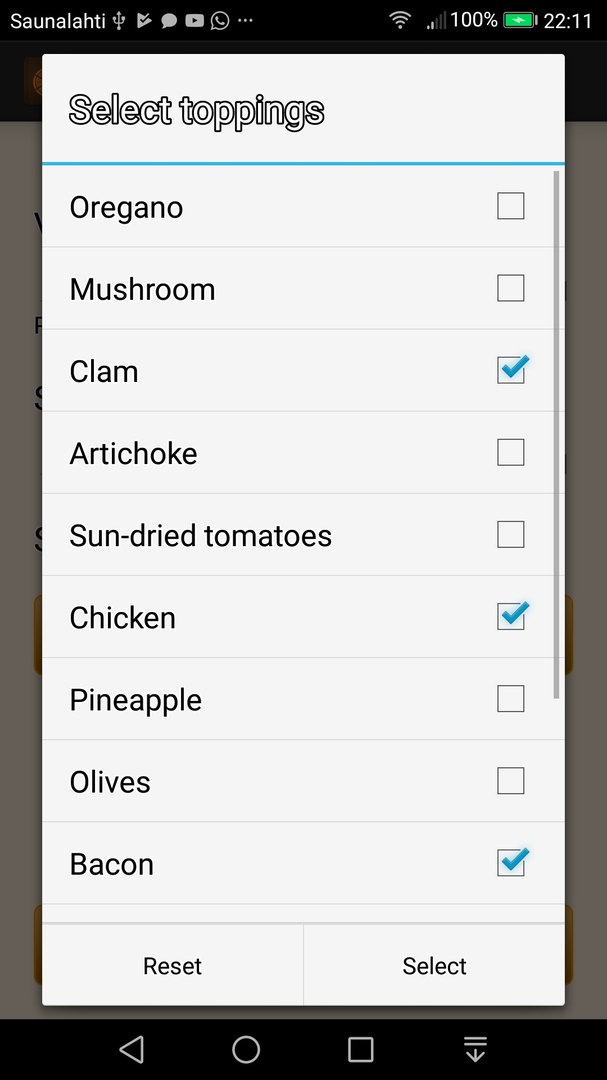 Saunalahti 100% 22:11
Select toppings
Oregano
Mushroom
Clam
Artichoke
Sun-dried tomatoes
Chicken
Pineapple
Olives
Bacon
Reset Select